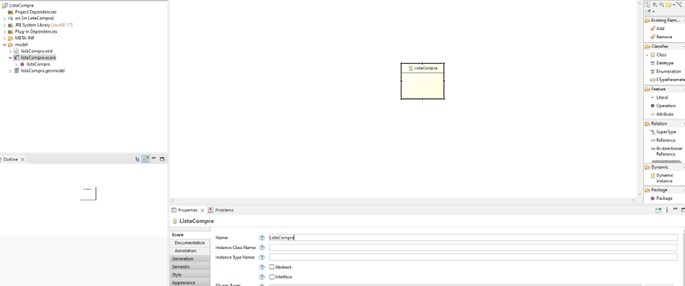 ListaCompra
Project Dependencies
src (in ListaCompra)
JRE System Library [JavaSE-17]
Plug-in Dependencies
META-INF
model
listaCompra.aird
listaCompra.ecore
listaCompra
listaCompra.genmodel
Outline
ListaCompra
Existing Elem...
Add
Remove
Classifier
Class
Datatype
Enumeration
ETypeParamete
Feature
Literal
Operation
Attribute
Relation
SuperType
Reference
Bi-directional
Reference
Dynamic
Dynamic
Instance
Package
Package
Properties
Problems
ListaCompra
Ecore
Documentation
Annotation
Generation
Semantic
Style
Appearance
Name
ListaCompra
Instance Class Name
Instance Type Name
Abstract
Interface